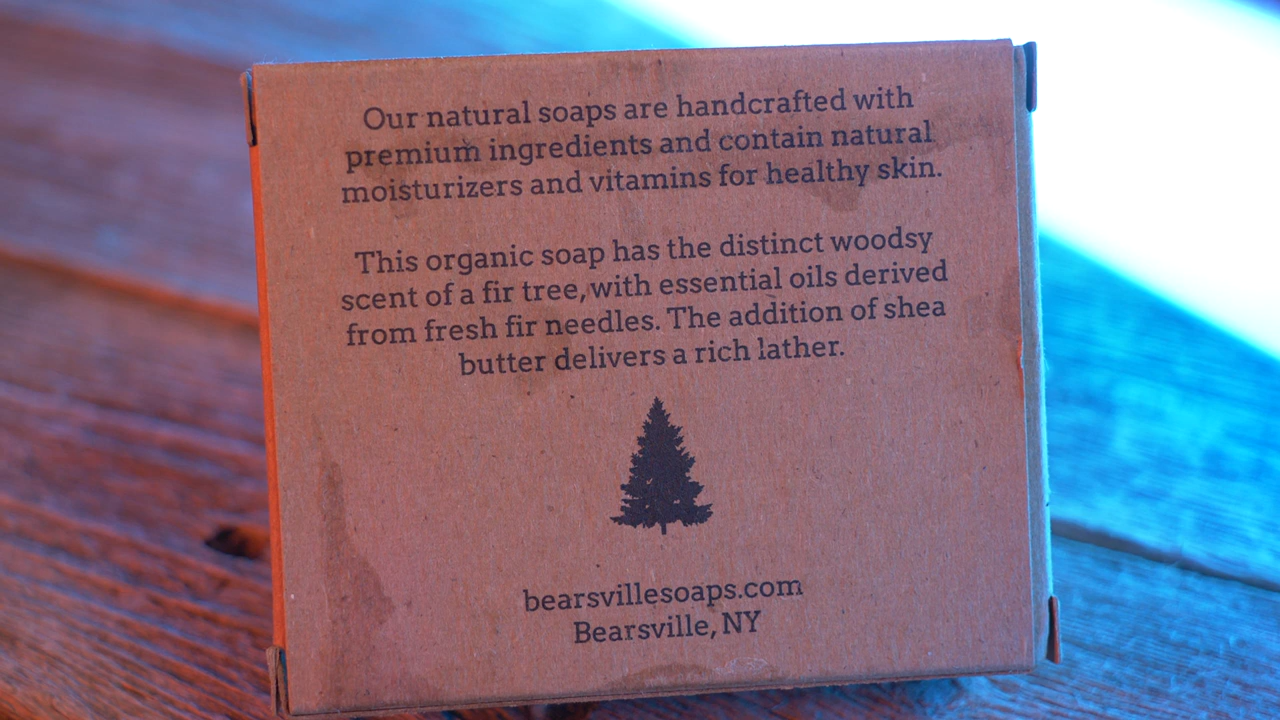 Our natural soaps are handcrafted with
premium ingredients and contain natural
moisturizers and vitamins for healthy skin.
This organic soap has the distinct woodsy
scent of a fir tree, with essential oils derived
from fresh fir needles. The addition of shea
butter delivers a rich lather.
bearsvillesoaps.com
Bearsville, NY